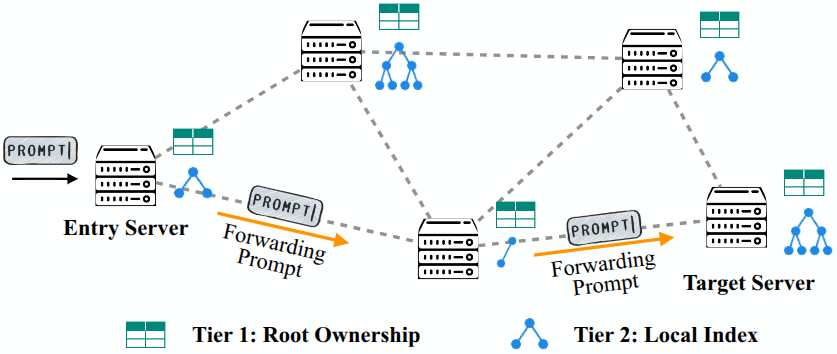 PROMPT|
Entry Server
PROMPT|
Forwarding
Prompt
PROMPT|
Forwarding
Prompt
Target Server
Tier 1: Root Ownership
Tier 2: Local Index